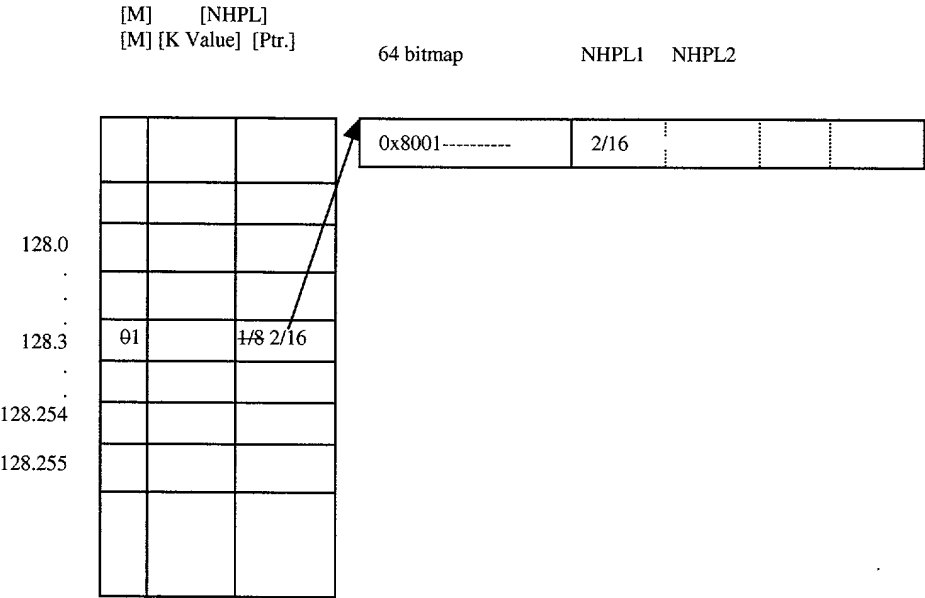 [M] [NHPL]
[M] [K Value] [Ptr.]
64 bitmap NHPL1 NHPL2
0x8001---------- 2/16
128.0
.
.
.
128.3 01 1/8 2/16
.
.
128.254
128.255